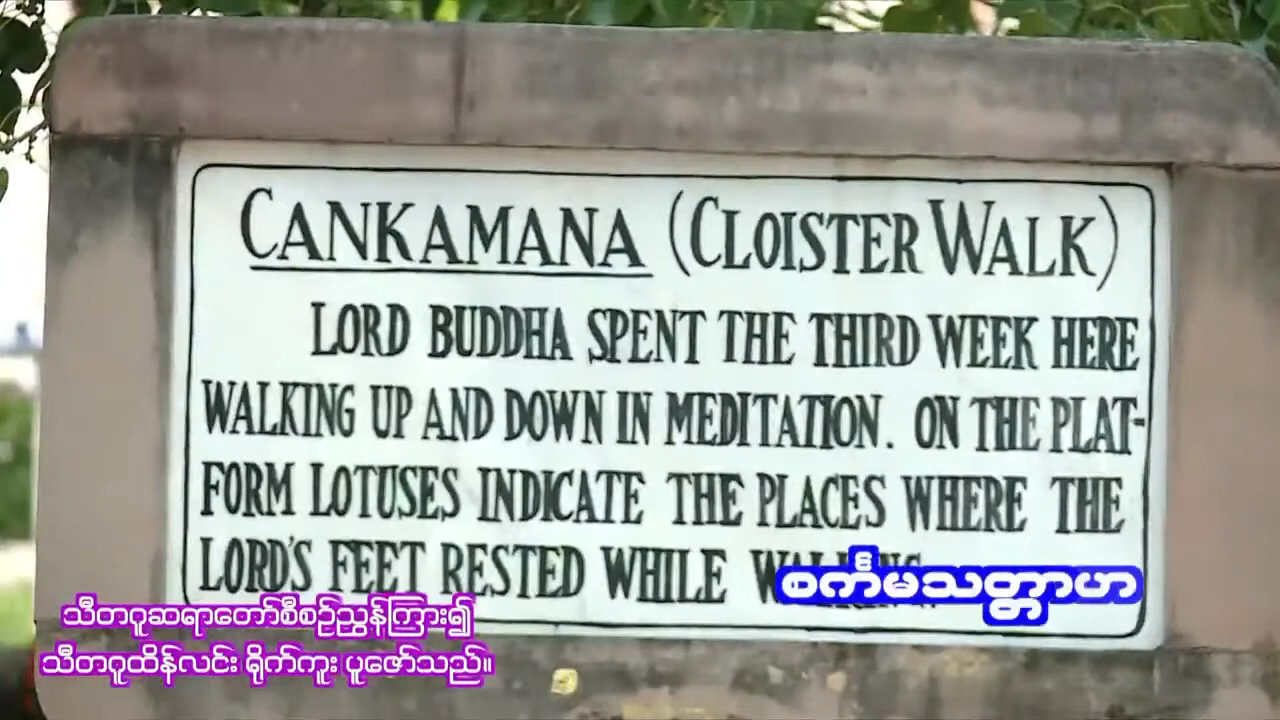 CANKAMANA (CLOISTER WALK)
LORD BUDDHA SPENT THE THIRD WEEK HERE
WALKING UP AND DOWN IN MEDITATION. ON THE PLAT-
FORM LOTUSES INDICATE THE PLACES WHERE THE
LORD'S FEET RESTED WHILE
စင်္ကမသတ္တာဟ
သီတဂူဆရာတော်စီစဉ်ညွှန်ကြား၍
သီတဂူထိန်လင်း ရိုက်ကူး ပူဇော်သည်။